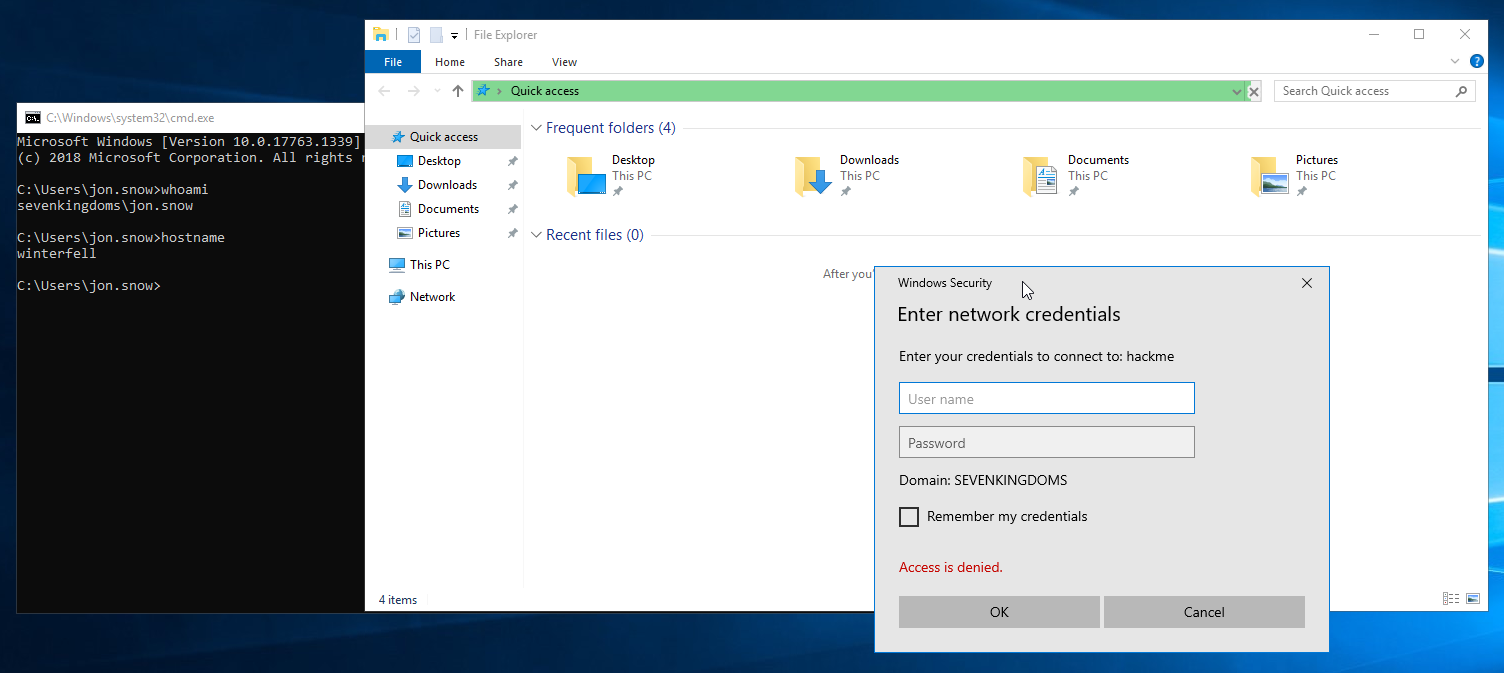 File Explorer
File Home Share View
Quick access
Search Quick access
C:\Windows\system32\cmd.exe
Microsoft Windows [Version 10.0.17763.1339]
(c) 2018 Microsoft Corporation. All rights
C:\Users\jon.snow>whoami
sevenkingdoms\jon.snow
C:\Users\jon.snow>hostname
winterfell
C:\Users\jon.snow>
Quick access
Desktop
Downloads
Documents
Pictures
This PC
Network
Frequent folders (4)
Desktop
This PC
Downloads
This PC
Documents
This PC
Pictures
This PC
Recent files (0)
After you'
4 items
Windows Security
Enter network credentials
Enter your credentials to connect to: hackme
User name
Password
Domain: SEVENKINGDOMS
Remember my credentials
Access is denied.
OK Cancel